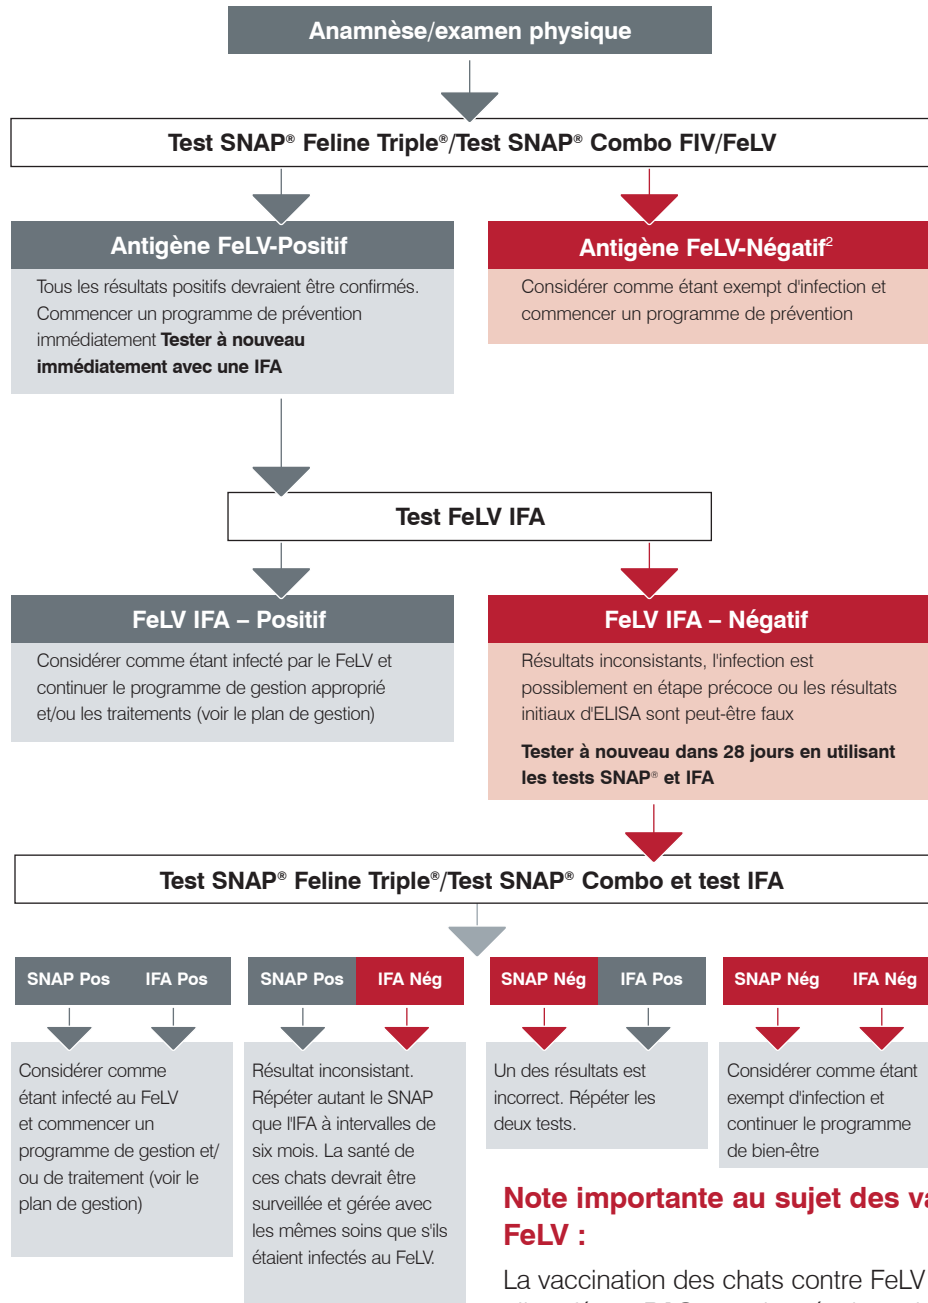 Anamnèse/examen physique
Test SNAP® Feline Triple®/Test SNAP® Combo FIV/FeLV
Antigène FeLV-Positif
Tous les résultats positifs devraient être confirmés.
Commencer un programme de prévention
immédiatement Tester à nouveau
immédiatement avec une IFA
Antigène FeLV-Négatif²
Considérer comme étant exempt d'infection et
commencer un programme de prévention
Test FeLV IFA
FeLV IFA – Positif
Considérer comme étant infecté par le FeLV et
continuer le programme de gestion approprié
et/ou les traitements (voir le plan de gestion)
FeLV IFA – Négatif
Résultats inconsistants, l'infection est
possiblement en étape précoce ou les résultats
initiaux d'ELISA sont peut-être faux
Tester à nouveau dans 28 jours en utilisant
les tests SNAP® et IFA
Test SNAP® Feline Triple®/Test SNAP® Combo et test IFA
SNAP Pos IFA Pos
Considérer comme
étant infecté au FeLV
et commencer un
programme de gestion et/
ou de traitement (voir le
plan de gestion)
SNAP Pos IFA Nég
Résultat inconsistant.
Répéter autant le SNAP
que l'IFA à intervalles de
six mois. La santé de
ces chats devrait être
surveillée et gérée avec
les mêmes soins que s'ils
étaient infectés au FeLV.
SNAP Nég IFA Pos
Un des résultats est
incorrect. Répéter les
deux tests.
SNAP Nég IFA Nég
Considérer comme étant
exempt d'infection et
continuer le programme
de bien-être
Note importante au sujet des
FeLV :
La vaccination des chats contre FeLV